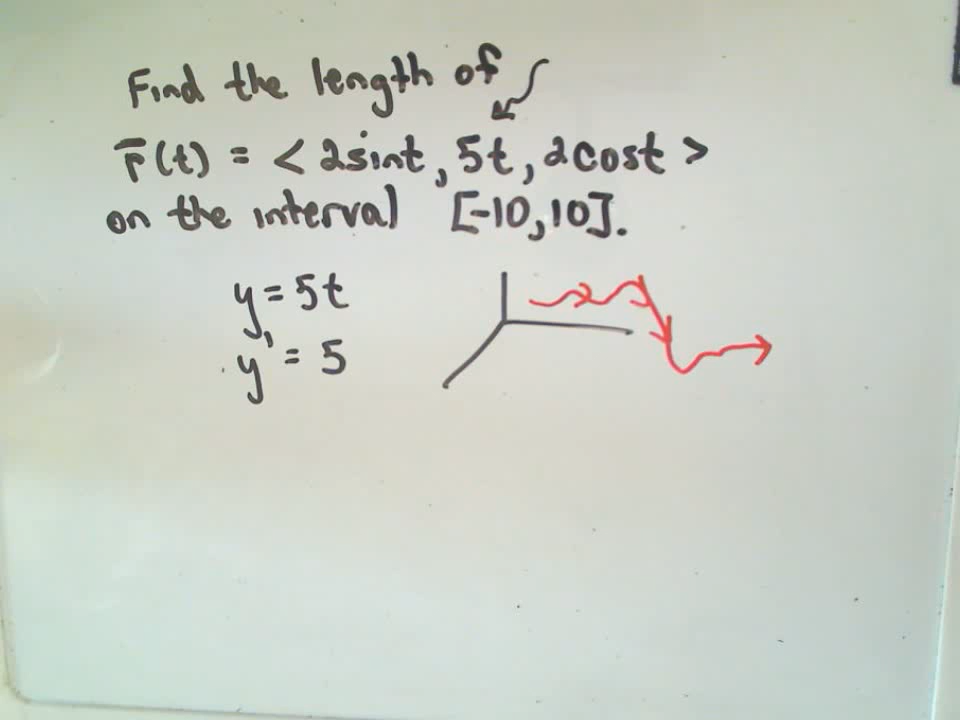 Find the length of
r̄(t) = < 2sint, 5t, 2cost >
on the interval [-10, 10].
y = 5t
y' = 5